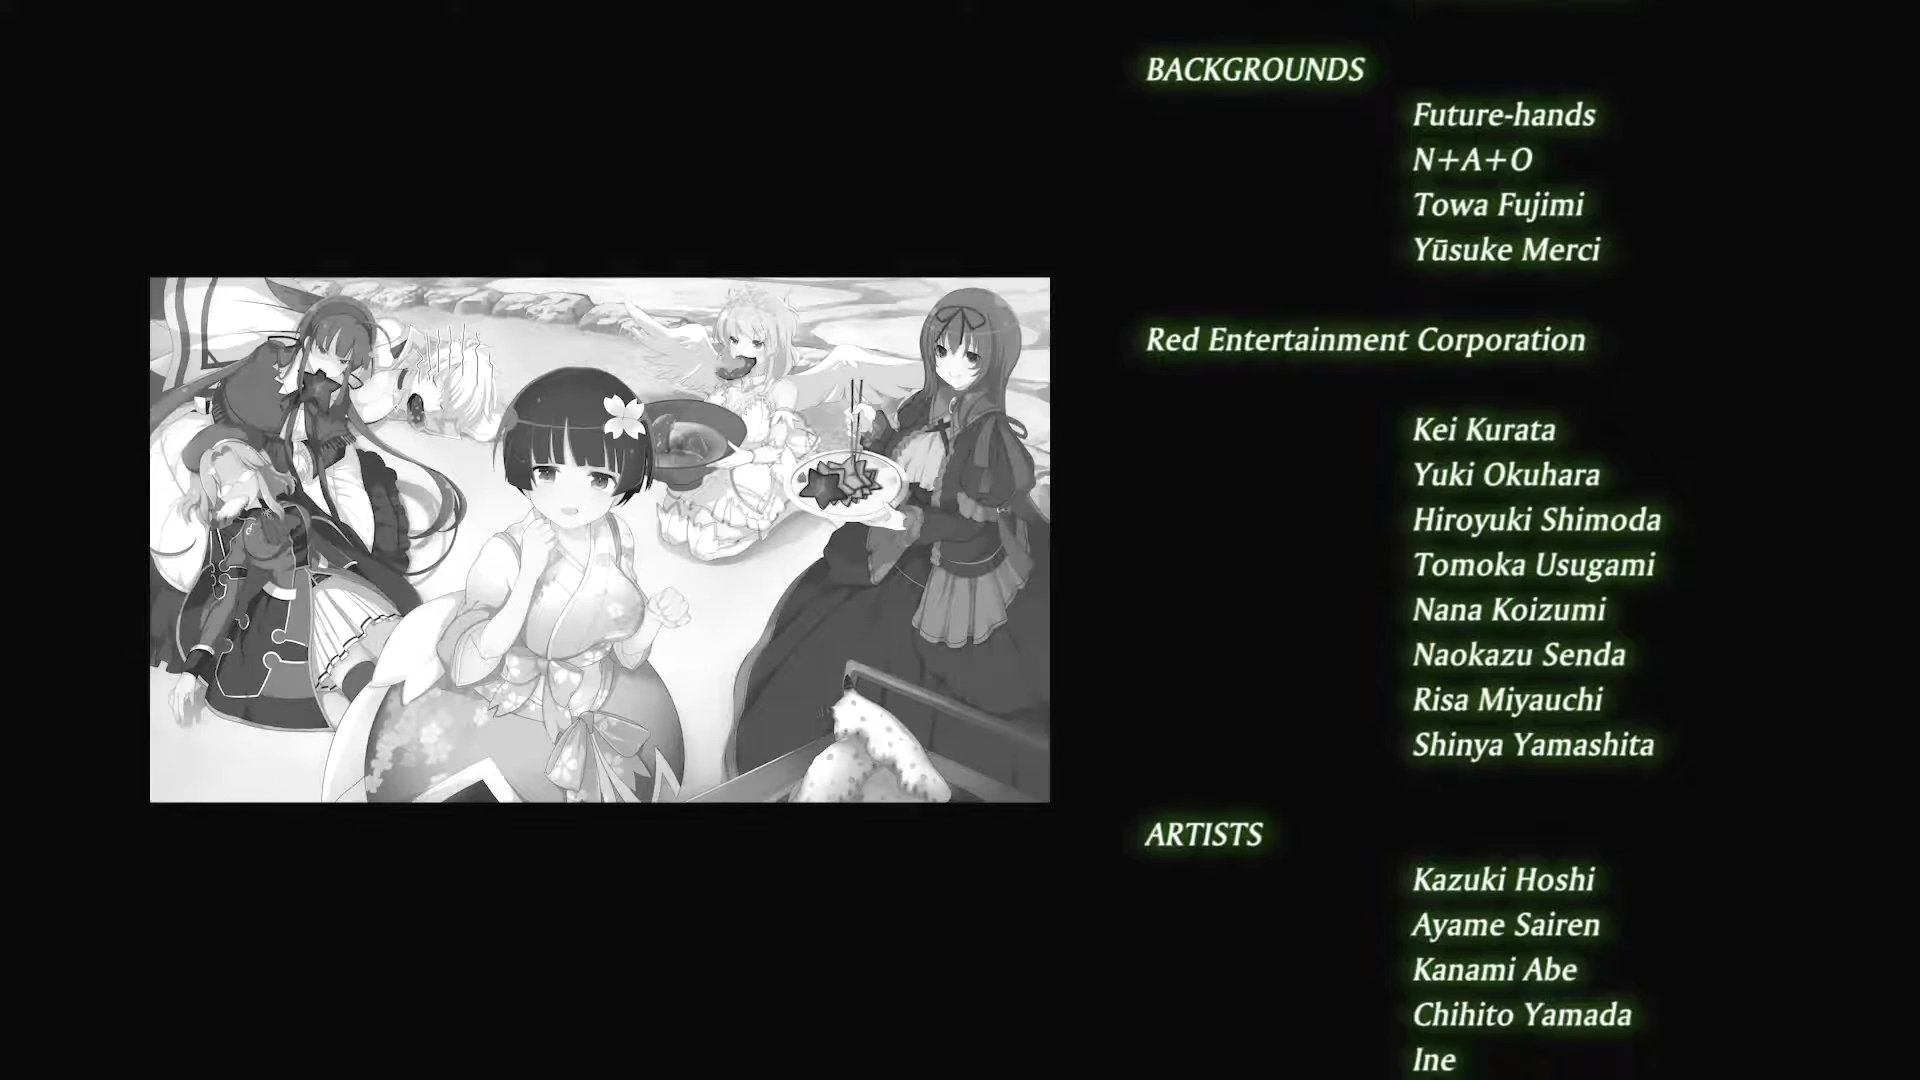 BACKGROUNDS
Future-hands
N+A+O
Towa Fujimi
Yūsuke Merci
Red Entertainment Corporation
Kei Kurata
Yuki Okuhara
Hiroyuki Shimoda
Tomoka Usugami
Nana Koizumi
Naokazu Senda
Risa Miyauchi
Shinya Yamashita
ARTISTS
Kazuki Hoshi
Ayame Sairen
Kanami Abe
Chihito Yamada
Ine